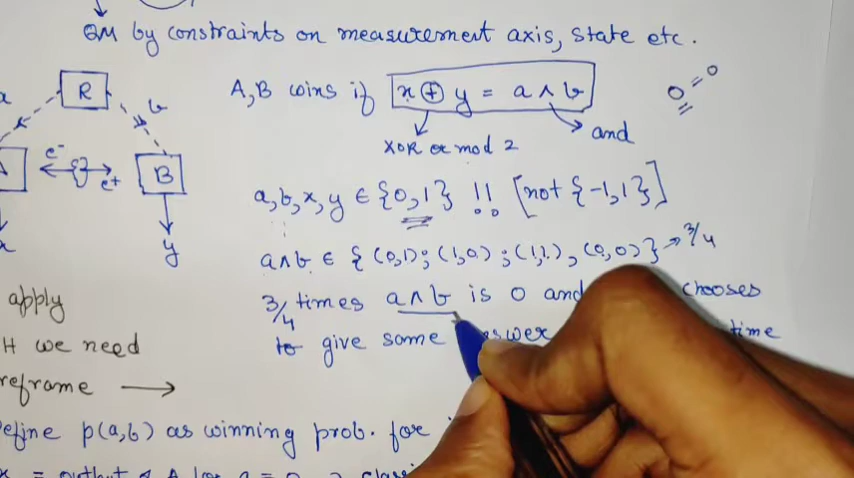 QM by constraints on measurement axis, state etc.
R
b
A, B wins if x ⊕ y = a ∧ b
XOR or mod 2
and
e-
e+
B
y
a, b, x, y ∈ {0, 1} !! [not {-1, 1}]
a∧b ∈ { (0,1); (1,0); (1,1), (0,0) } → 3/4
3/4 times a∧b is 0 and chooses
to give some time
apply
H we need
reframe →
define p(a,b) as winning prob. for